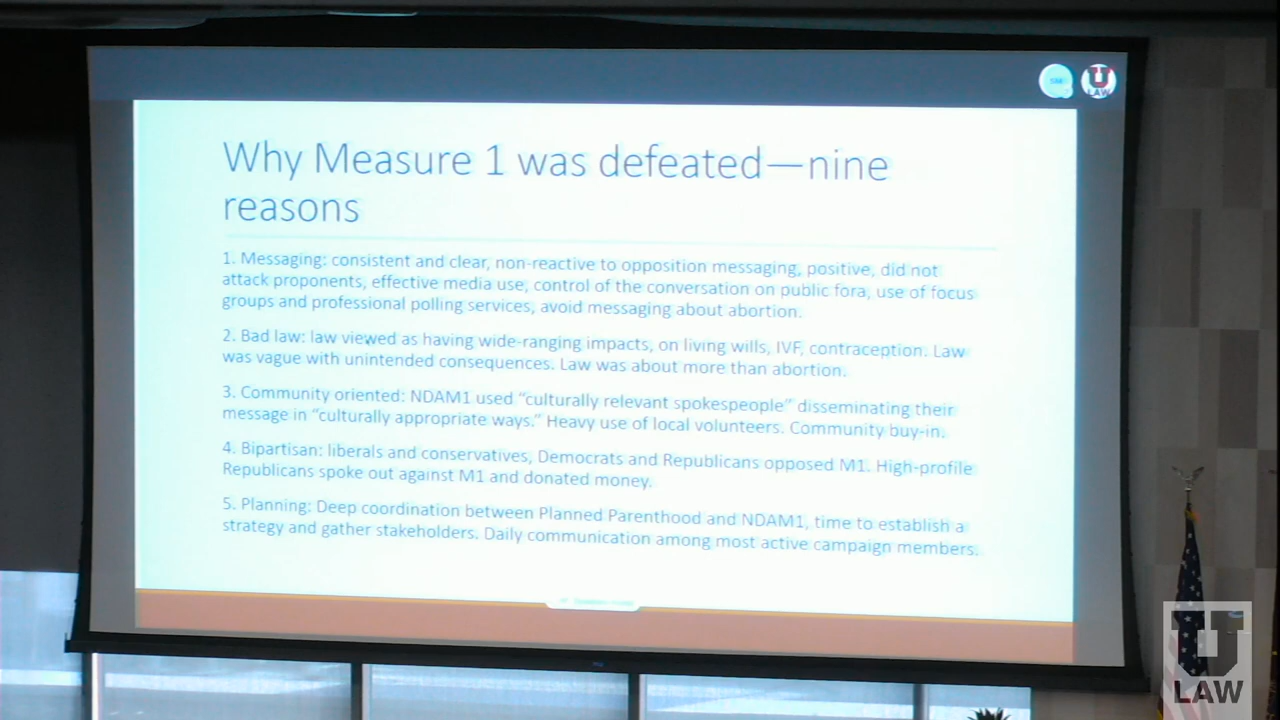 U
LAW
Why Measure 1 was defeated—nine
reasons
1. Messaging: consistent and clear, non-reactive to opposition messaging, positive, did not
attack proponents, effective media use, control of the conversation on public fora, use of focus
groups and professional polling services, avoid messaging about abortion.
2. Bad law: law viewed as having wide-ranging impacts, on living wills, IVF, contraception. Law
was vague with unintended consequences. Law was about more than abortion.
3. Community oriented: NDAM1 used “culturally relevant spokespeople” disseminating their
message in “culturally appropriate ways.” Heavy use of local volunteers. Community buy-in.
4. Bipartisan: liberals and conservatives, Democrats and Republicans opposed M1. High-profile
Republicans spoke out against M1 and donated money.
5. Planning: Deep coordination between Planned Parenthood and NDAM1, time to establish a
strategy and gather stakeholders. Daily communication among most active campaign members.
U
LAW